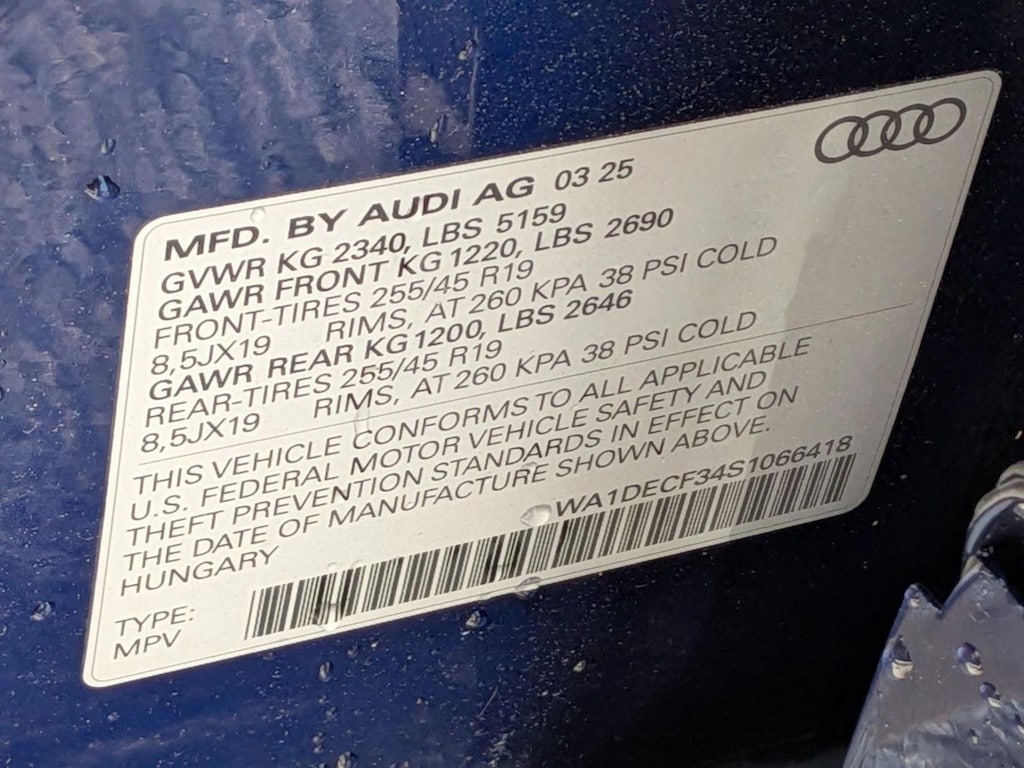 MFD. BY AUDI AG 03 25
GVWR KG 2340, LBS 5159
GAWR FRONT KG 1220, LBS 2690
FRONT-TIRES 255/45 R19
8,5JX19 RIMS, AT 260 KPA 38 PSI COLD
GAWR REAR KG 1200, LBS 2646
REAR-TIRES 255/45 R19
8,5JX19 RIMS, AT 260 KPA 38 PSI COLD
THIS VEHICLE CONFORMS TO ALL APPLICABLE
U.S. FEDERAL MOTOR VEHICLE SAFETY AND
THEFT PREVENTION STANDARDS IN EFFECT ON
THE DATE OF MANUFACTURE SHOWN ABOVE.
HUNGARY
WA1DECF34S1066418
TYPE:
MPV